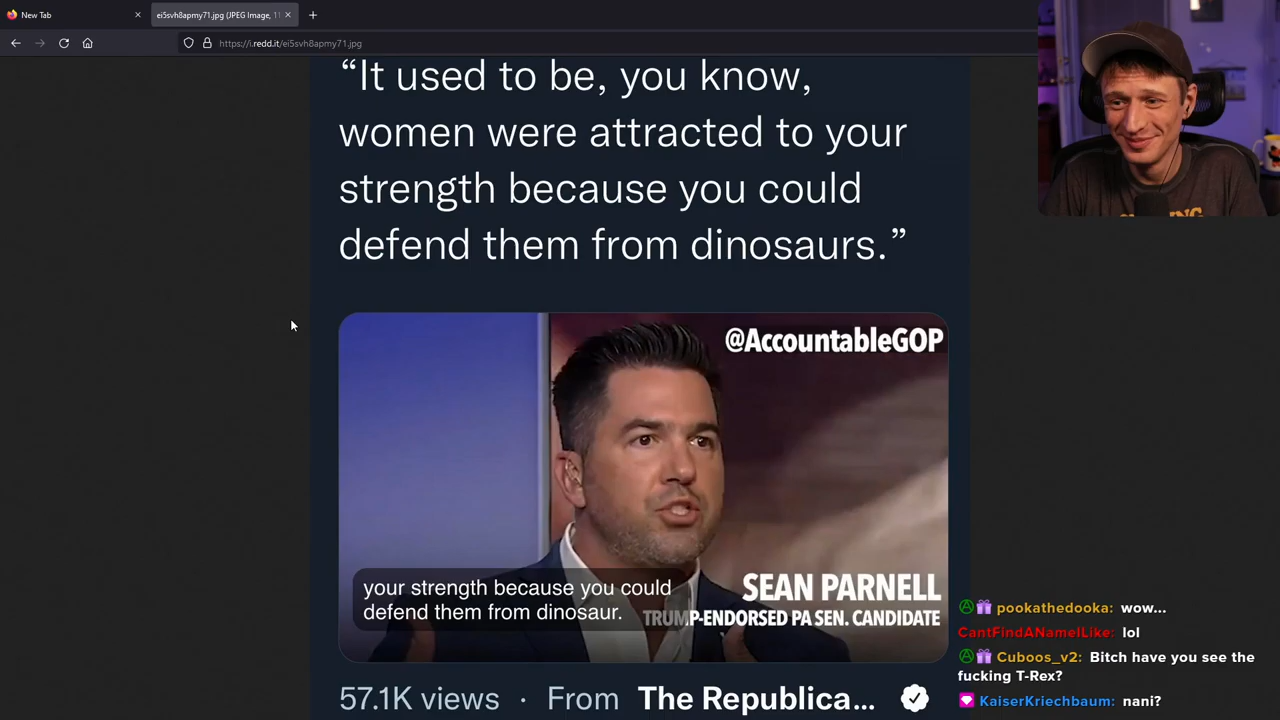 New Tab
ei5svh8apmy71.jpg (JPEG Image, 11
https://i.redd.it/ei5svh8apmy71.jpg
“It used to be, you know,
women were attracted to your
strength because you could
defend them from dinosaurs.”
@AccountableGOP
your strength because you could
defend them from dinosaur.
SEAN PARNELL
TRUMP-ENDORSED PA SEN. CANDIDATE
57.1K views · From The Republica...
pookathedooka: wow...
CantFindANameILike: lol
Cuboos_v2: Bitch have you see the
fucking T-Rex?
KaiserKriechbaum: nani?